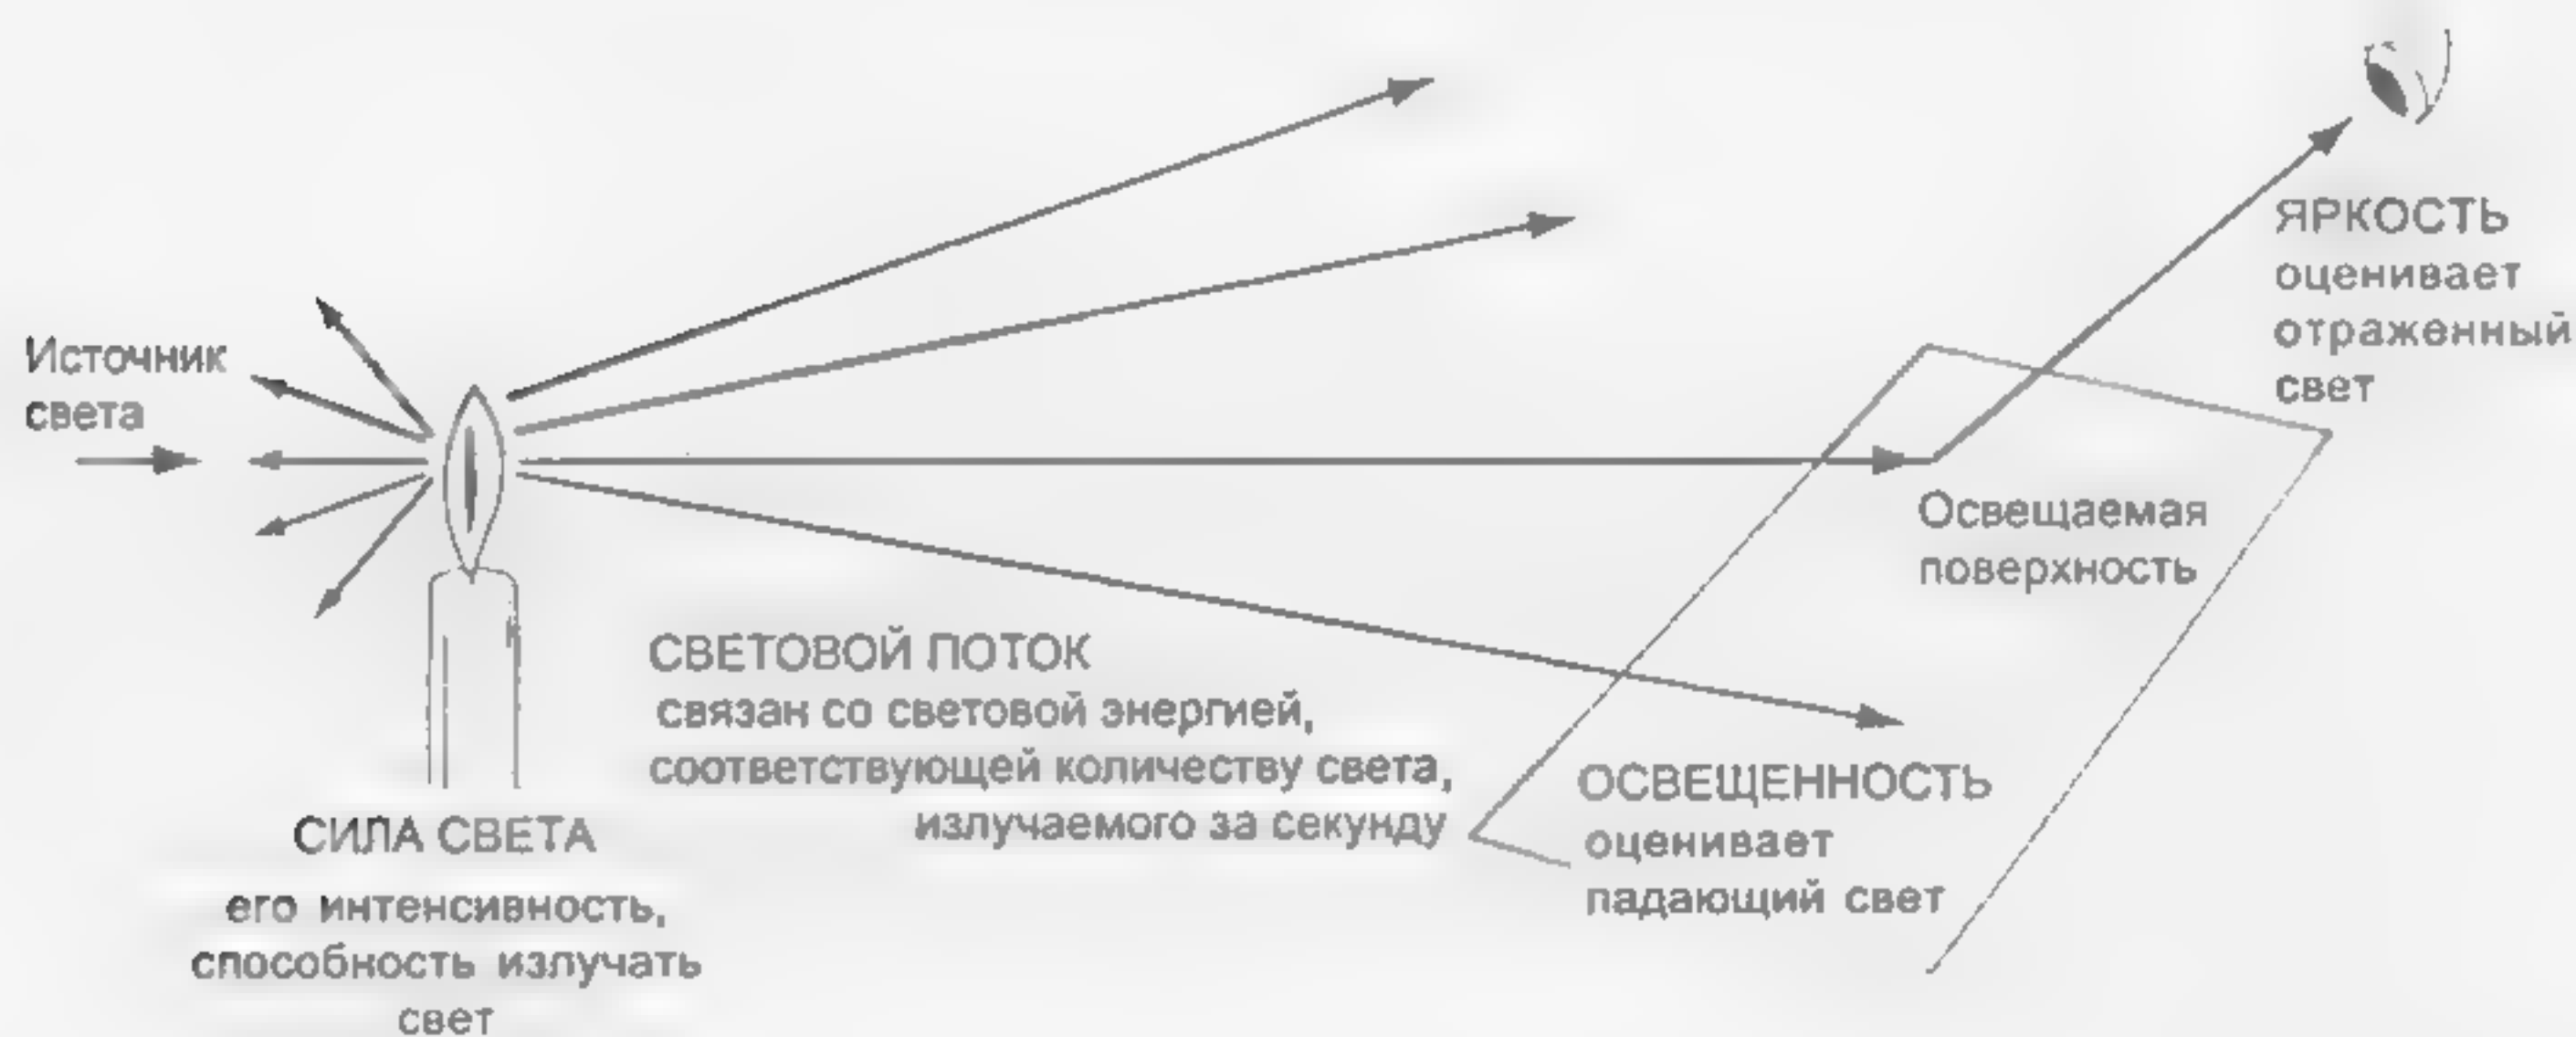 Источник
света
СИЛА СВЕТА
его интенсивность,
способность излучать
свет
СВЕТОВОЙ ПОТОК
связан со световой энергией,
соответствующей количеству света,
излучаемого за секунду
ОСВЕЩЕННОСТЬ
оценивает
падающий свет
Освещаемая
поверхность
ЯРКОСТЬ
оценивает
отраженный
свет